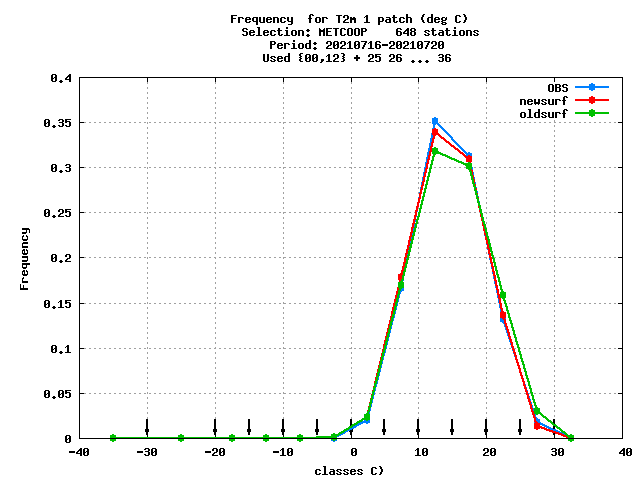 Frequency for T2m 1 patch (deg C)
Selection: METCOOP 648 stations
Period: 20210716-20210720
Used {00,12} + 25 26 ... 36
0.4
0.35
0.3
0.25
0.2
0.15
0.1
0.05
0
Frequency
OBS
newsurf
oldsurf
-40 -30 -20 -10 0 10 20 30 40
classes C)